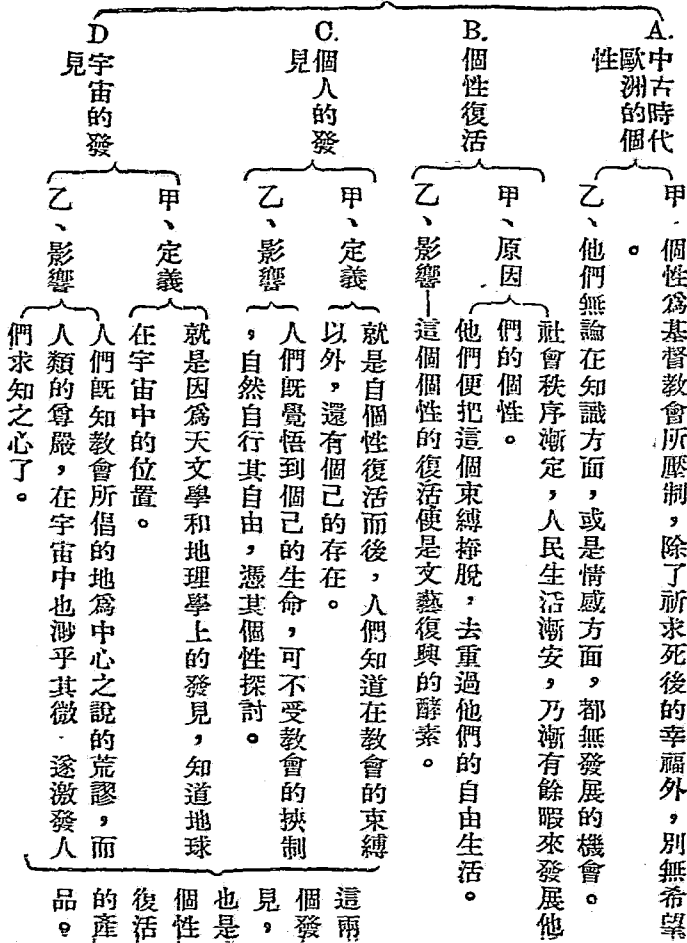 A.中古時代
歐洲的個
性
甲、個性爲基督教會所壓制，除了祈求死後的幸福外，別無希望
。
乙、他們無論在知識方面，或是情感方面，都無發展的機會。
B.個性復活
甲、原因
社會秩序漸定，人民生活漸安，乃漸有餘暇來發展他
們的個性。
他們便把這個束縛掙脫，去重過他們的自由生活。
乙、影響—這個個性的復活便是文藝復興的酵素。
C.個人的發
見
甲、定義
就是自個性復活而後，人們知道在教會的束縛
以外，還有個己的存在。
乙、影響
人們旣覺悟到個己的生命，可不受教會的挾制
，自然自行其自由，憑其個性探討。
D宇宙的發
見
甲、定義
就是因爲天文學和地理學上的發見，知道地球
在宇宙中的位置。
乙、影響
人們旣知教會所倡的地爲中心之說的荒謬，而
人類的尊嚴，在宇宙中也渺乎其微．遂激發人
們求知之心了。
這兩
個發
見，
也是
個性
復活
的產
品。